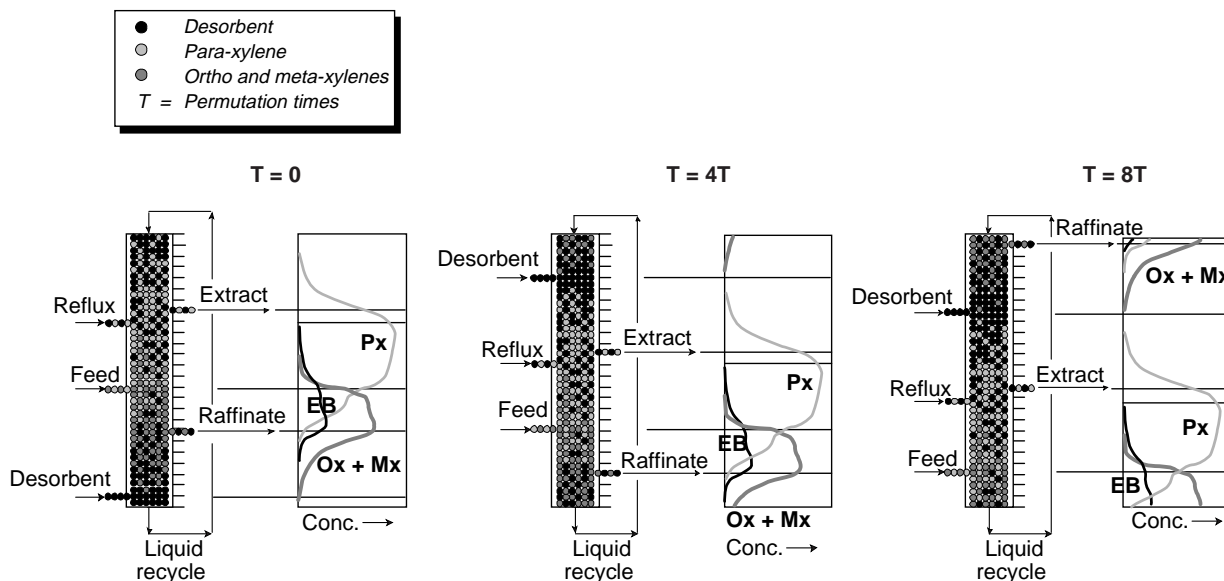 Desorbent
Para-xylene
Ortho and meta-xylenes
T = Permutation times
T = 0
T = 4T
T = 8T
Reflux
Extract
Px
Feed
EB
Raffinate
Ox + Mx
Desorbent
Conc.
Liquid
recycle
Desorbent
Reflux
Extract
Px
Feed
EB
Raffinate
Ox + Mx
Conc.
Liquid
recycle
Raffinate
Ox + Mx
Desorbent
Extract
Reflux
Px
Feed
EB
Conc.
Liquid
recycle